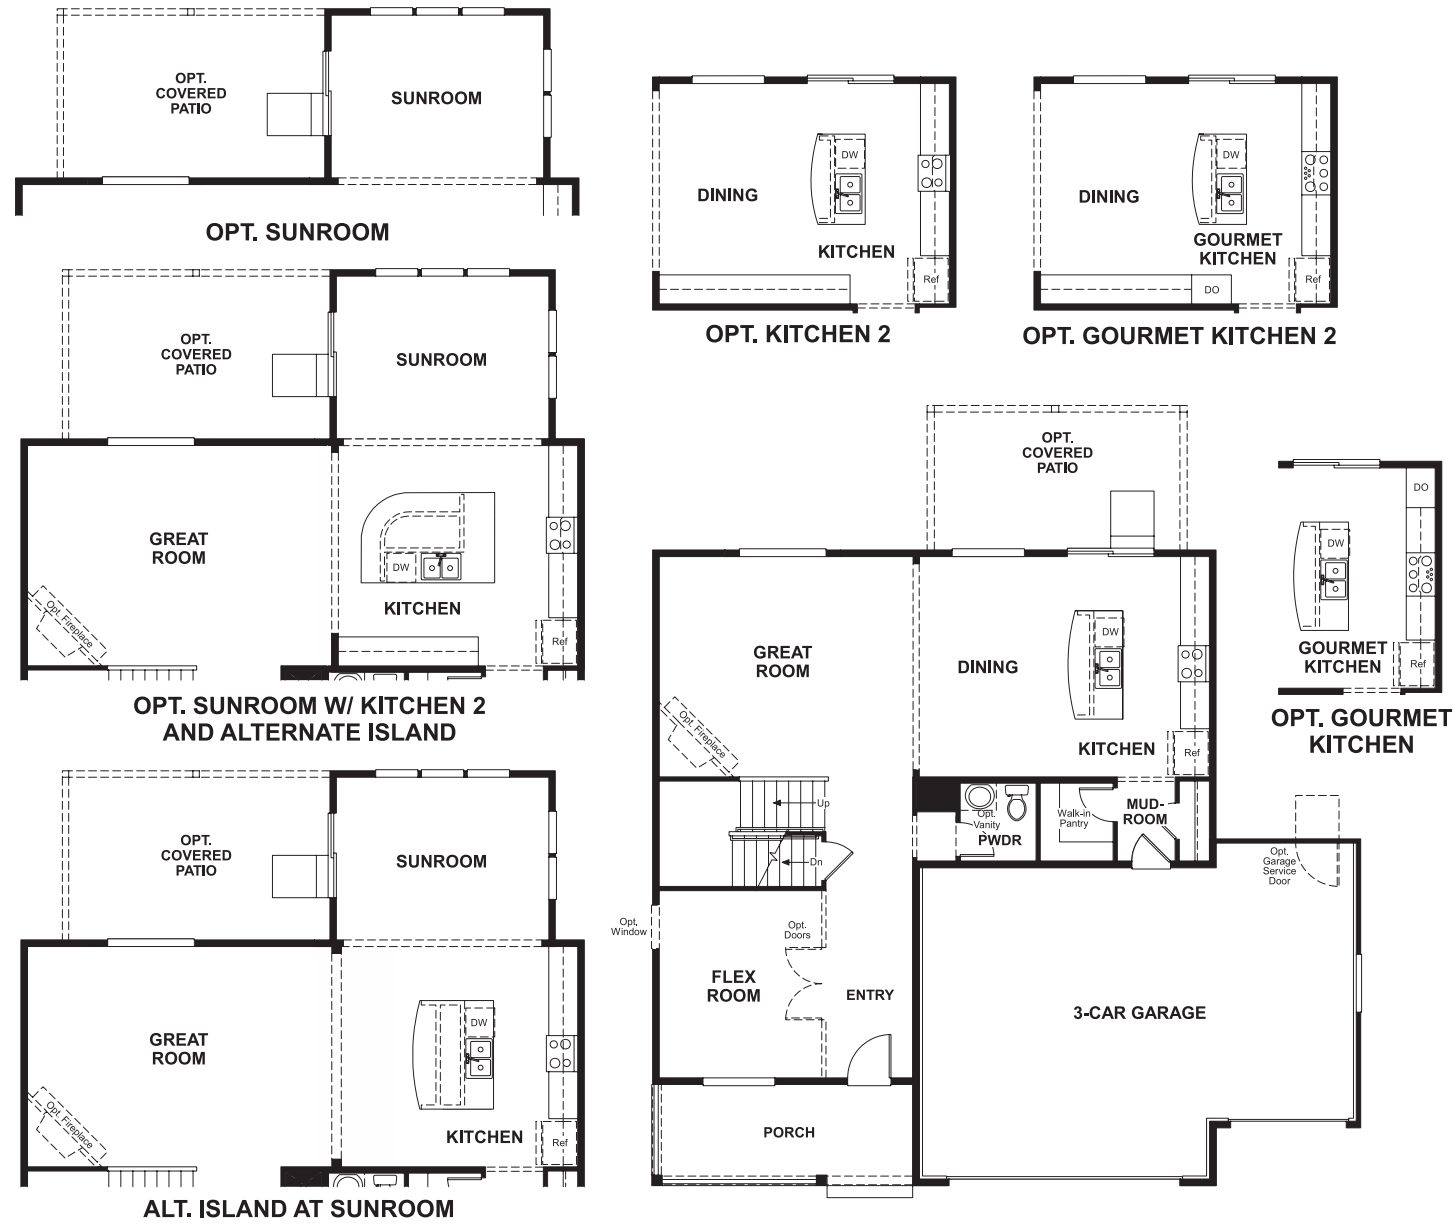 OPT.
COVERED
PATIO
SUNROOM
OPT. SUNROOM
DINING
DW
KITCHEN
Ref
OPT. KITCHEN 2
DINING
DW
GOURMET
KITCHEN
DO
Ref
OPT. GOURMET KITCHEN 2
OPT.
COVERED
PATIO
SUNROOM
GREAT
ROOM
DW
KITCHEN
Opt. Fireplace
Ref
OPT. SUNROOM W/ KITCHEN 2
AND ALTERNATE ISLAND
OPT.
COVERED
PATIO
DO
DW
GOURMET
KITCHEN
Ref
OPT. GOURMET
KITCHEN
GREAT
ROOM
DINING
DW
KITCHEN
Ref
Opt. Fireplace
Up
Dn
Opt.
Vanity
PWDR
Walk-in
Pantry
MUD-
ROOM
Opt.
Garage
Service
Door
Opt.
Window
Opt.
Doors
FLEX
ROOM
ENTRY
3-CAR GARAGE
PORCH
OPT.
COVERED
PATIO
SUNROOM
GREAT
ROOM
DW
KITCHEN
Opt. Fireplace
Ref
ALT. ISLAND AT SUNROOM